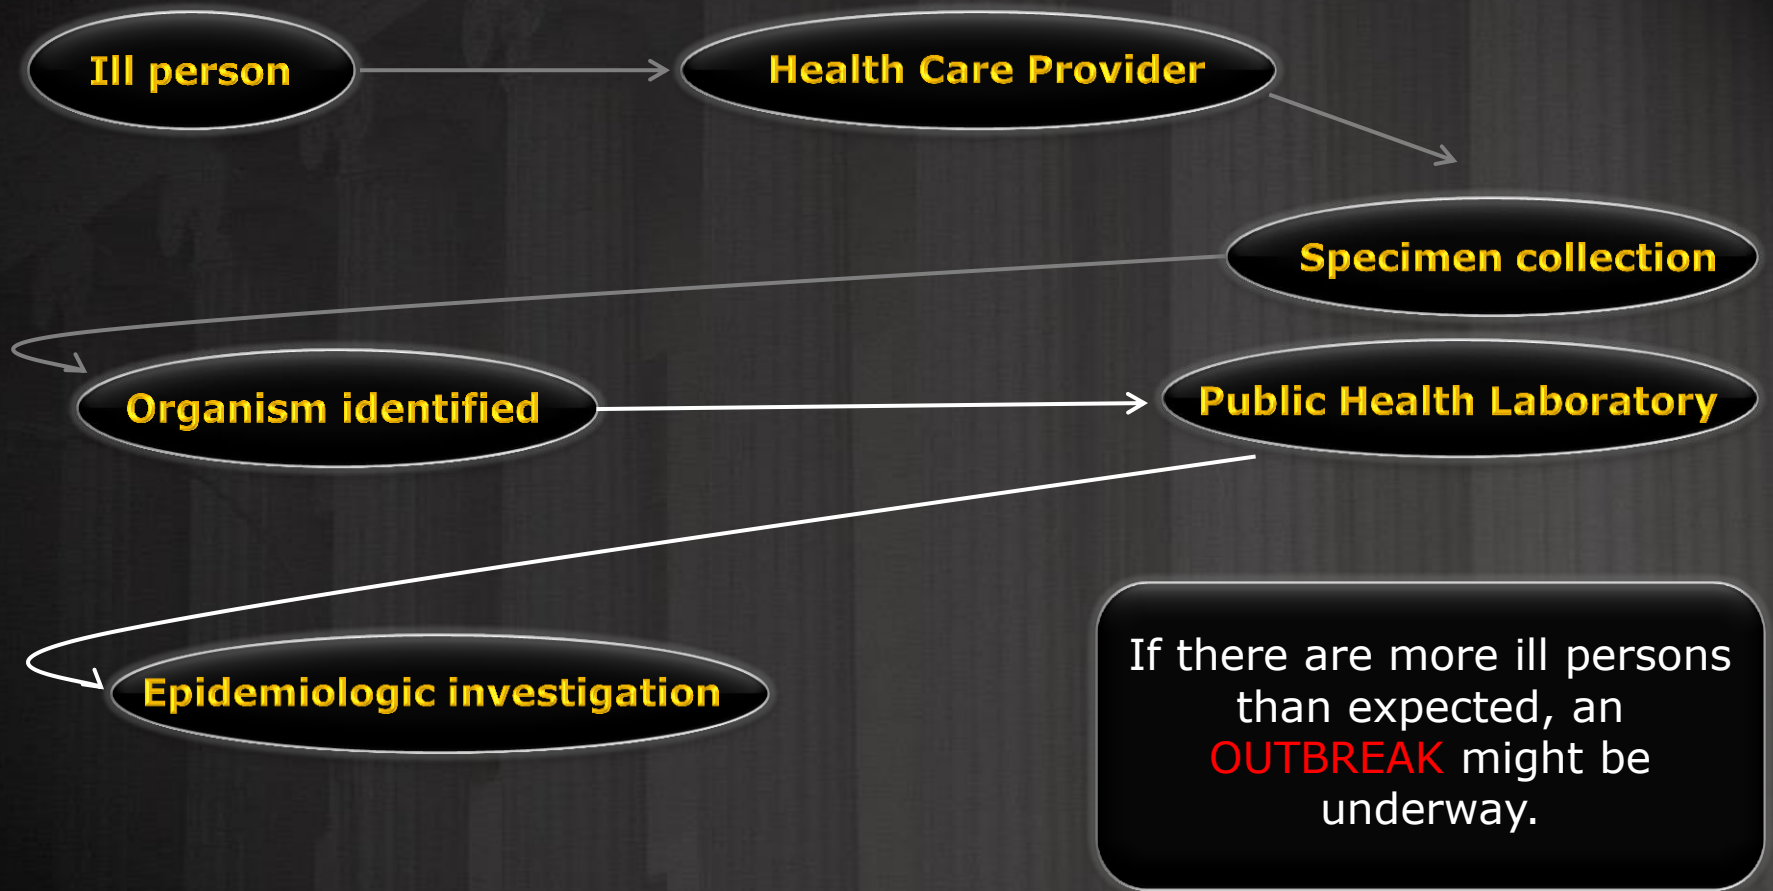 Ill person
Health Care Provider
Specimen collection
Organism identified
Public Health Laboratory
Epidemiologic investigation
If there are more ill persons
than expected, an
OUTBREAK might be
underway.